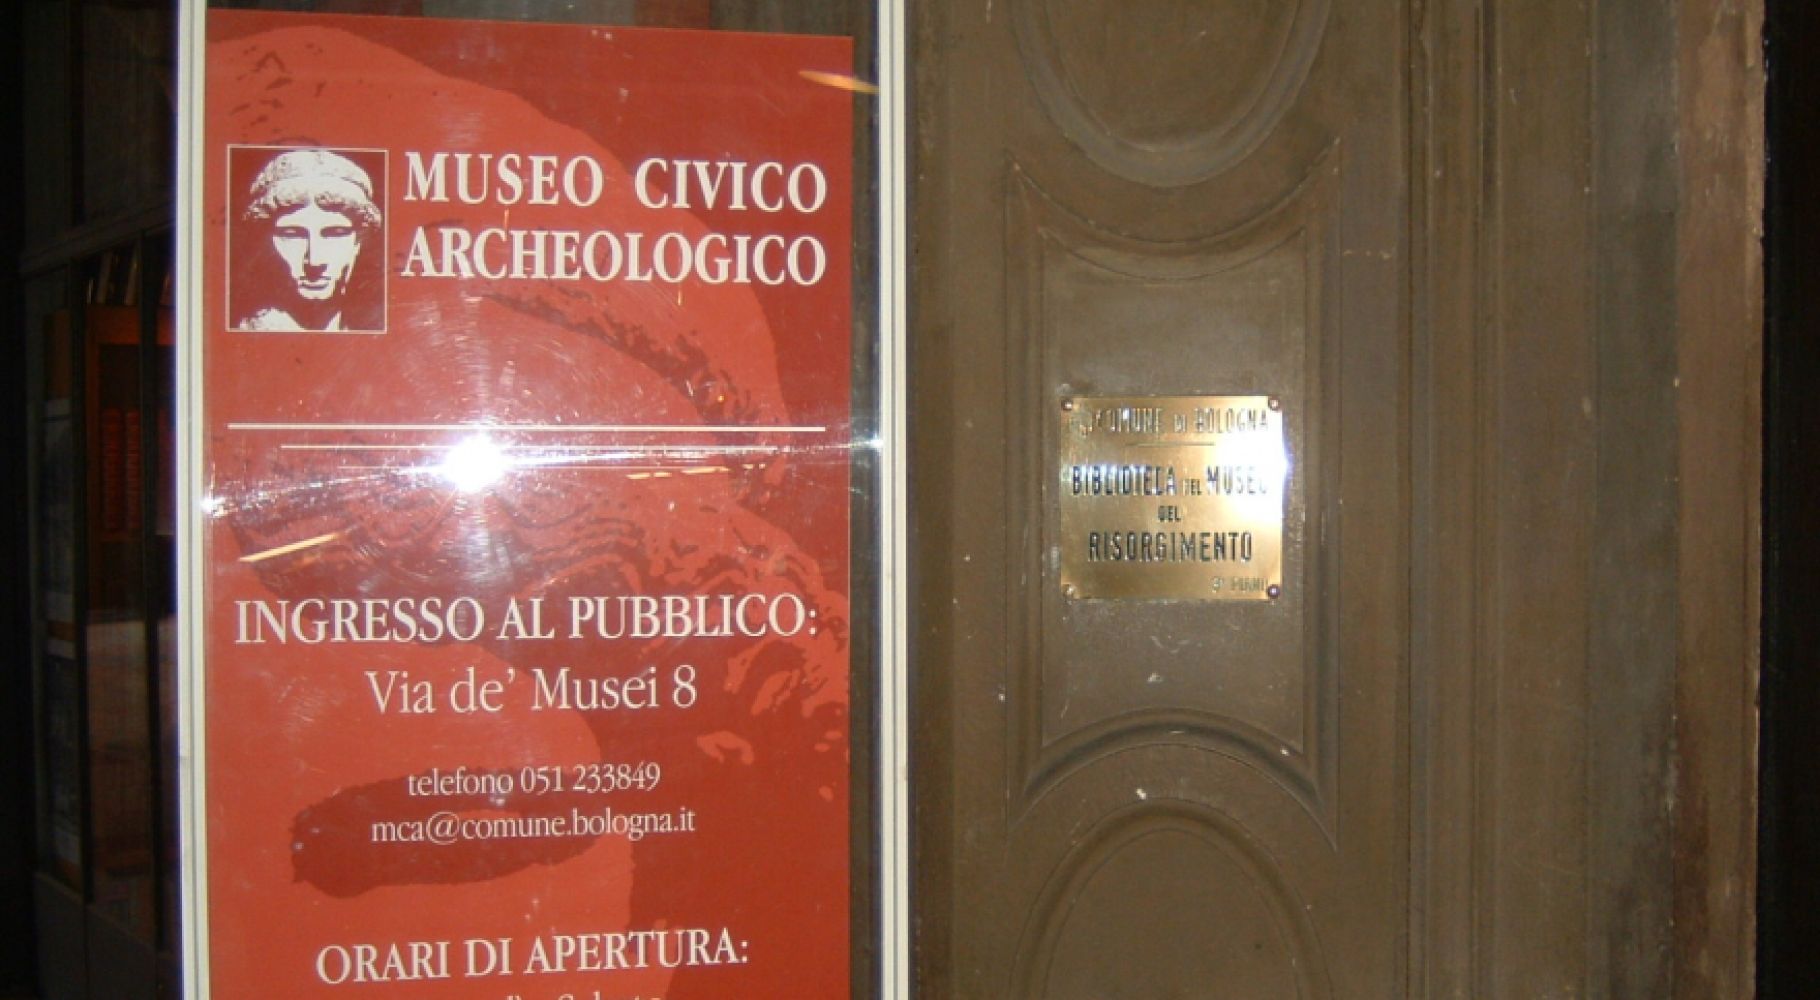 MUSEO CIVICO
ARCHEOLOGICO
INGRESSO AL PUBBLICO:
Via de' Musei 8
telefono 051 233849
mca@comune.bologna.it
ORARI DI APERTURA:
COMUNE DI BOLOGNA
BIBLIOTECA DEL MUSEO
DEL
RISORGIMENTO